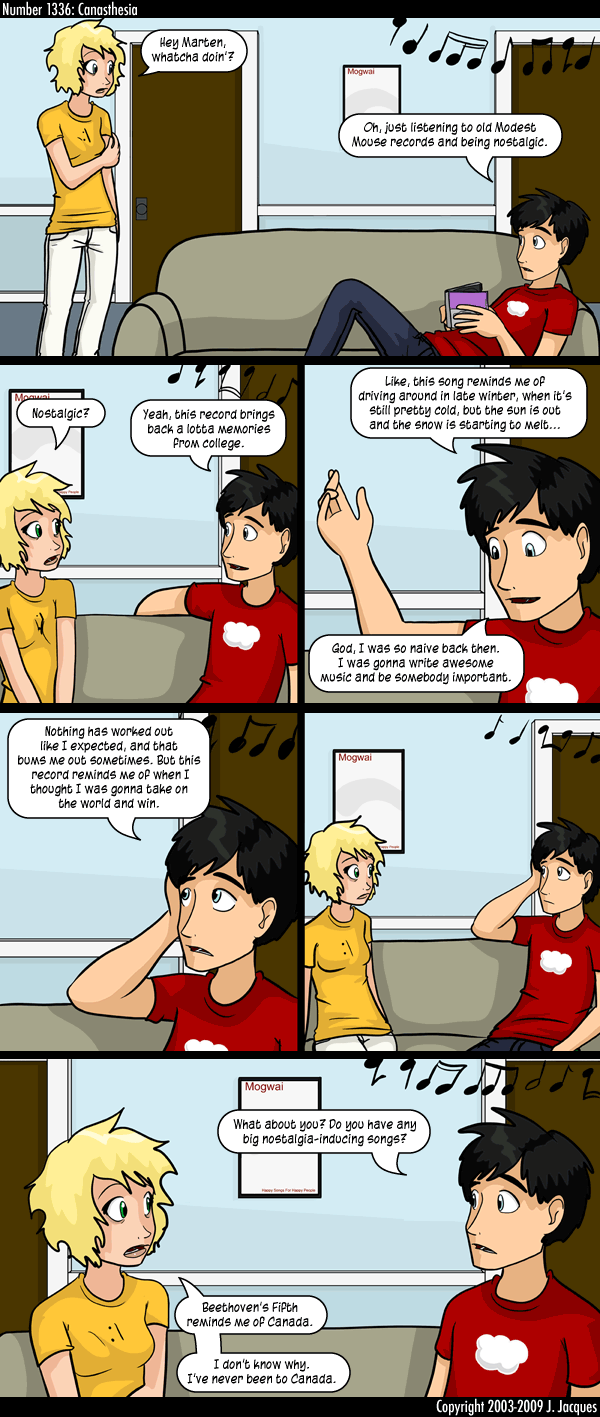 Number 1336: Canasthesia
Hey Marten,
whatcha doin'?
Mogwai
Oh, just listening to old Modest
Mouse records and being nostalgic.
Mogwai
Nostalgic?
Happy People
Yeah, this record brings
back a lotta memories
from college.
Like, this song reminds me of
driving around in late winter, when it's
still pretty cold, but the sun is out
and the snow is starting to melt...
God, I was so naive back then.
I was gonna write awesome
music and be somebody important.
Nothing has worked out
like I expected, and that
bums me out sometimes. But this
record reminds me of when I
thought I was gonna take on
the world and win.
Mogwai
Happy People
Mogwai
What about you? Do you have any
big nostalgia-inducing songs?
Happy Songs For Happy People
Beethoven's Fifth
reminds me of Canada.
I don't know why.
I've never been to Canada.
Copyright 2003-2009 J. Jacques